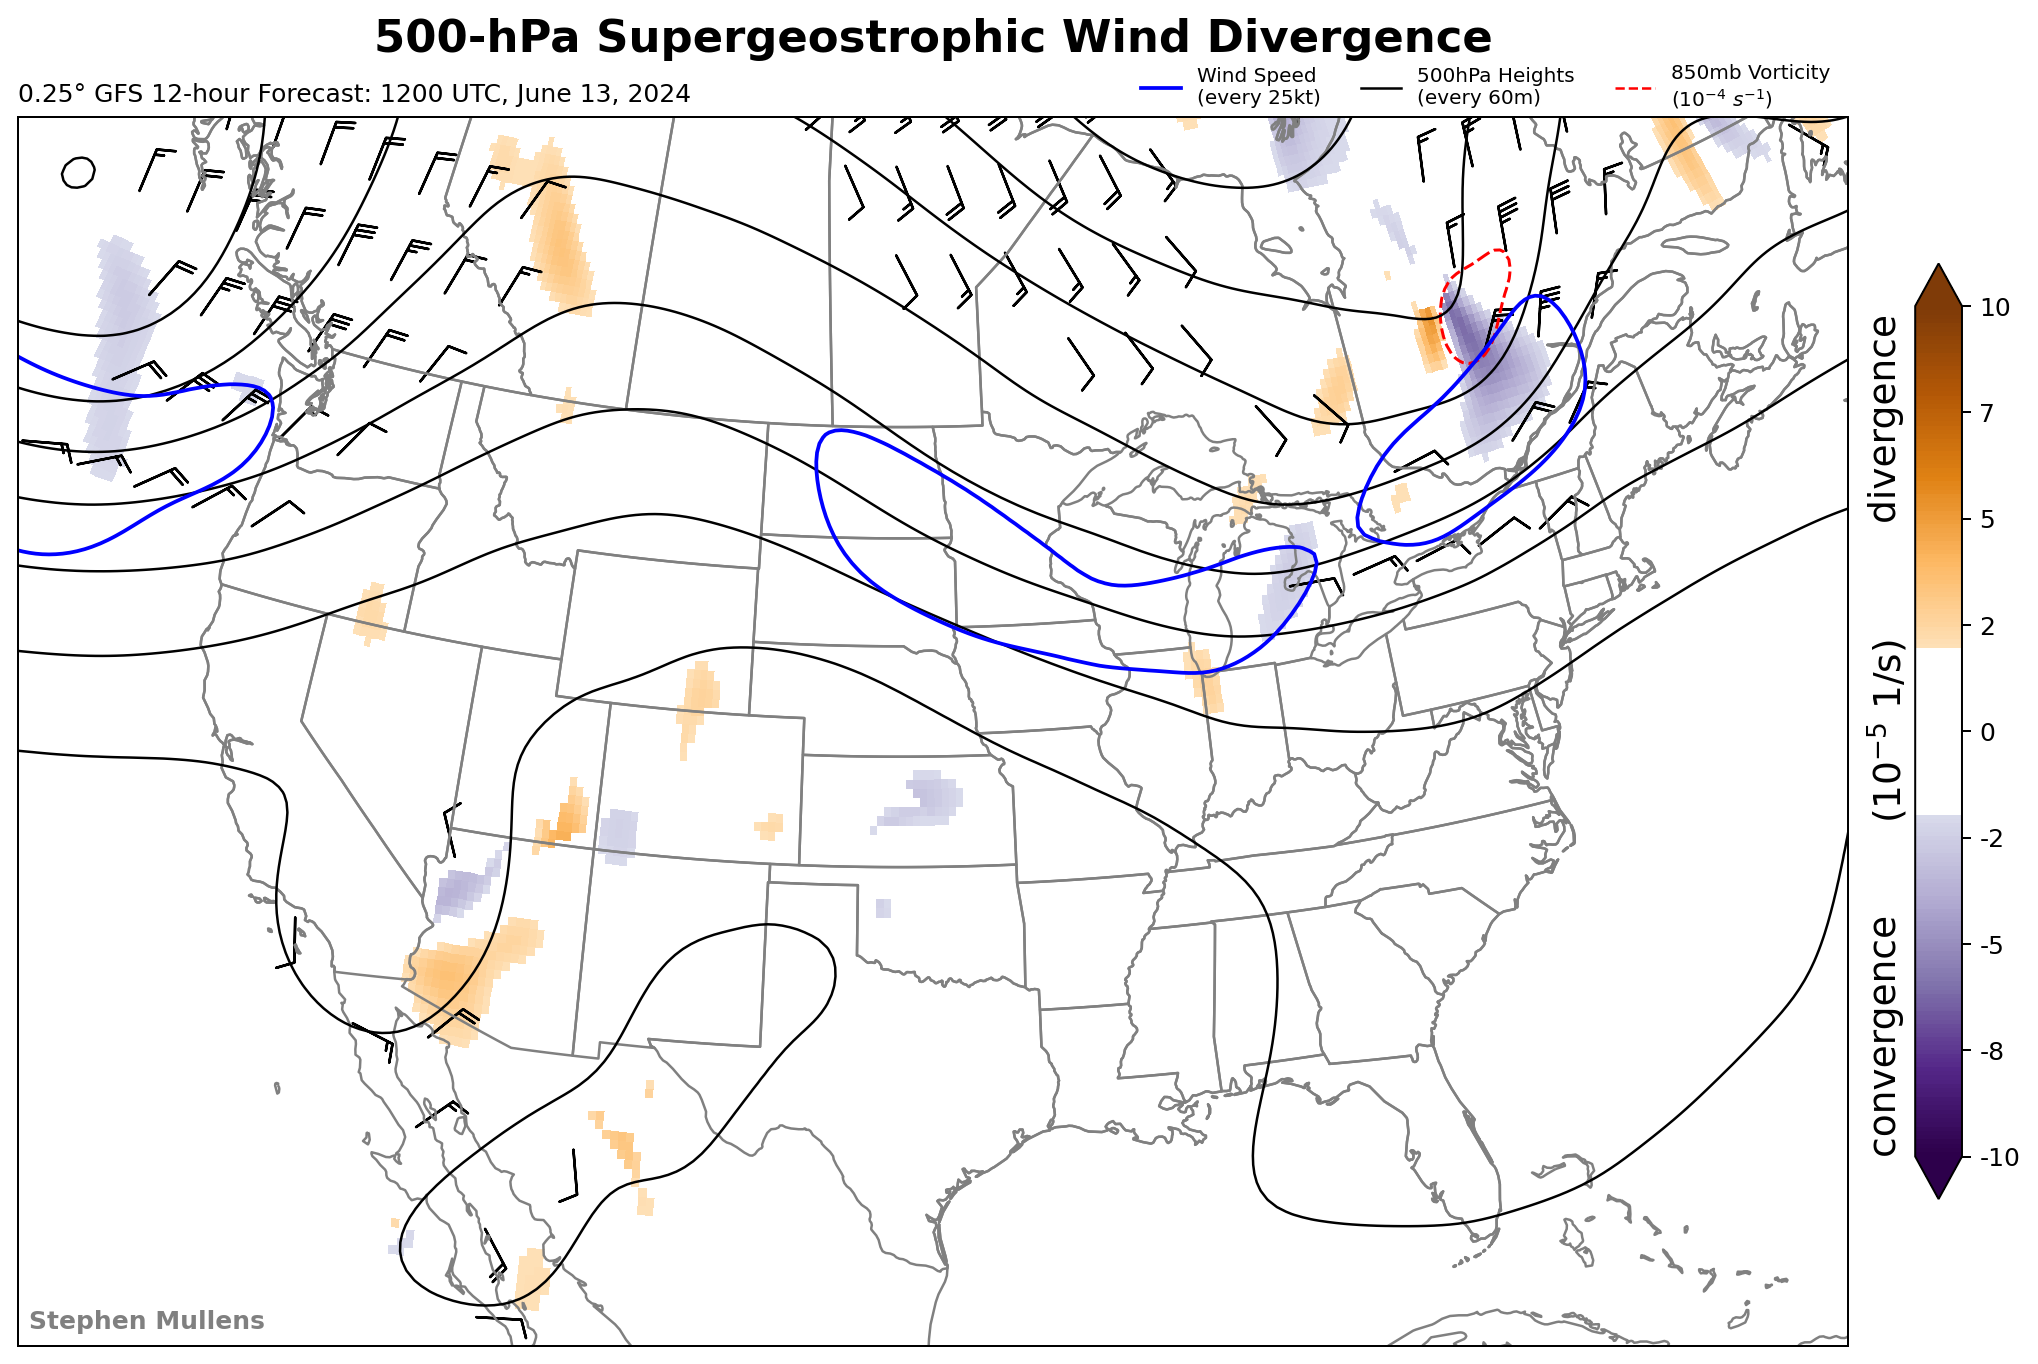 500-hPa Supergeostrophic Wind Divergence
0.25° GFS 12-hour Forecast: 1200 UTC, June 13, 2024
Wind Speed
(every 25kt)
500hPa Heights
(every 60m)
850mb Vorticity
(10⁻⁴ s⁻¹)
10
7
5
2
0
-2
-5
-8
-10
convergence (10⁻⁵ 1/s) divergence
Stephen Mullens